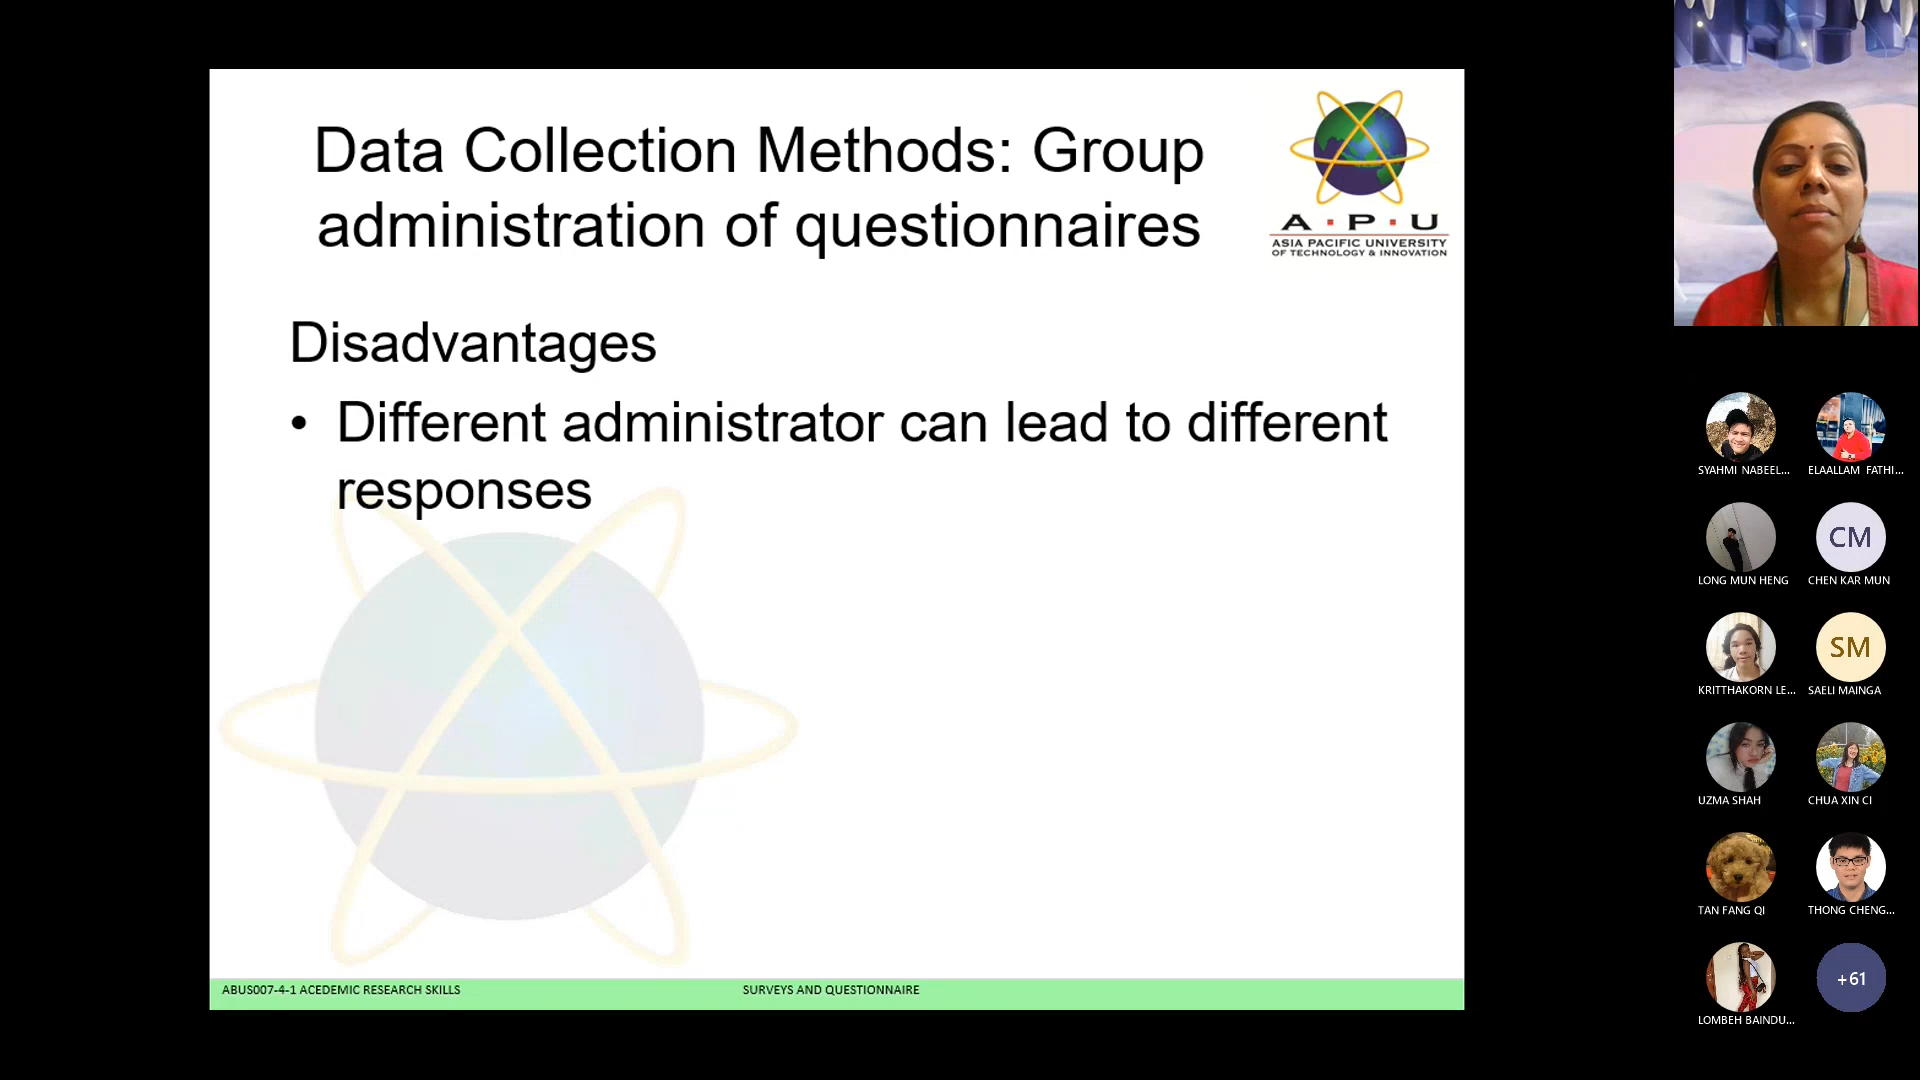 Data Collection Methods: Group
administration of questionnaires
A·P·U
ASIA PACIFIC UNIVERSITY
OF TECHNOLOGY & INNOVATION
Disadvantages
• Different administrator can lead to different
responses
ABUS007-4-1 ACEDEMIC RESEARCH SKILLS
SURVEYS AND QUESTIONNAIRE
SYAHMI NABEEL...
ELAALLAM FATHI...
LONG MUN HENG
CM
CHEN KAR MUN
KRITTHAKORN LE...
SM
SAELI MAINGA
UZMA SHAH
CHUA XIN CI
TAN FANG QI
THONG CHENG...
LOMBEH BAINDU...
+61